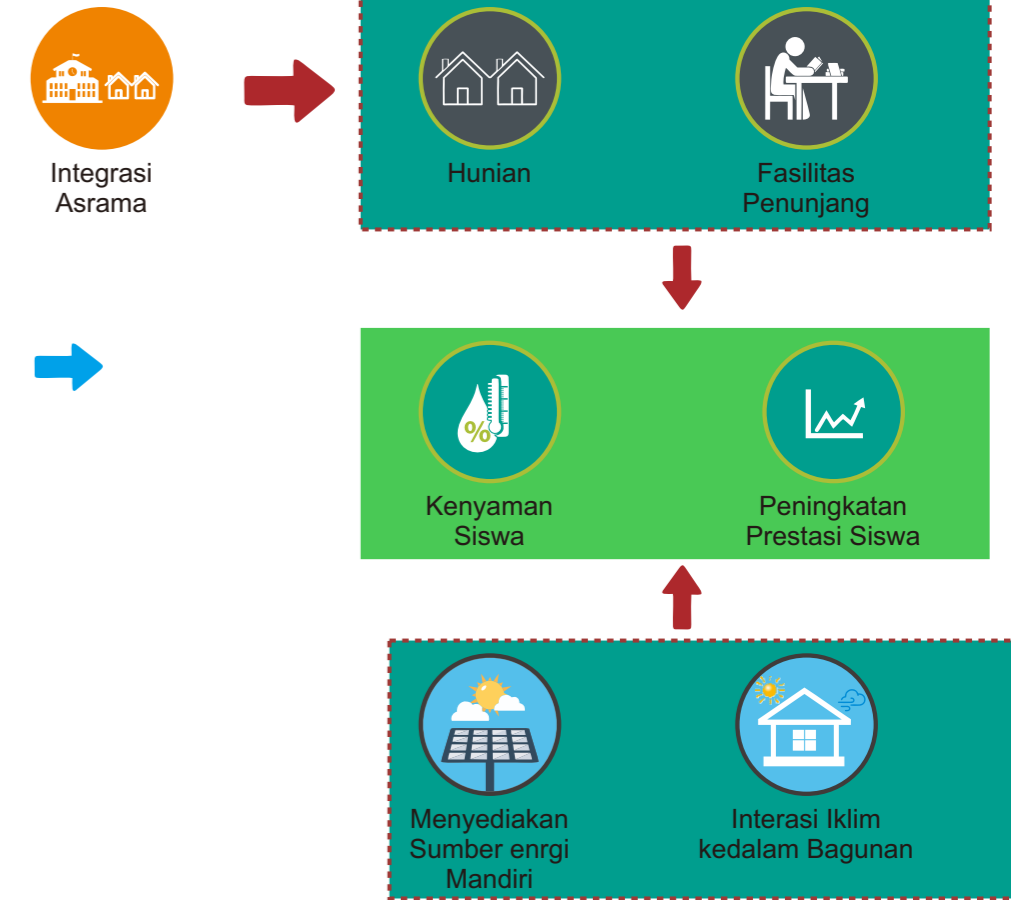 Integrasi
Asrama
Hunian
Fasilitas
Penunjang
%
Kenyaman
Siswa
Peningkatan
Prestasi Siswa
Menyediakan
Sumber enrgi
Mandiri
Interasi Iklim
kedalam Bagunan